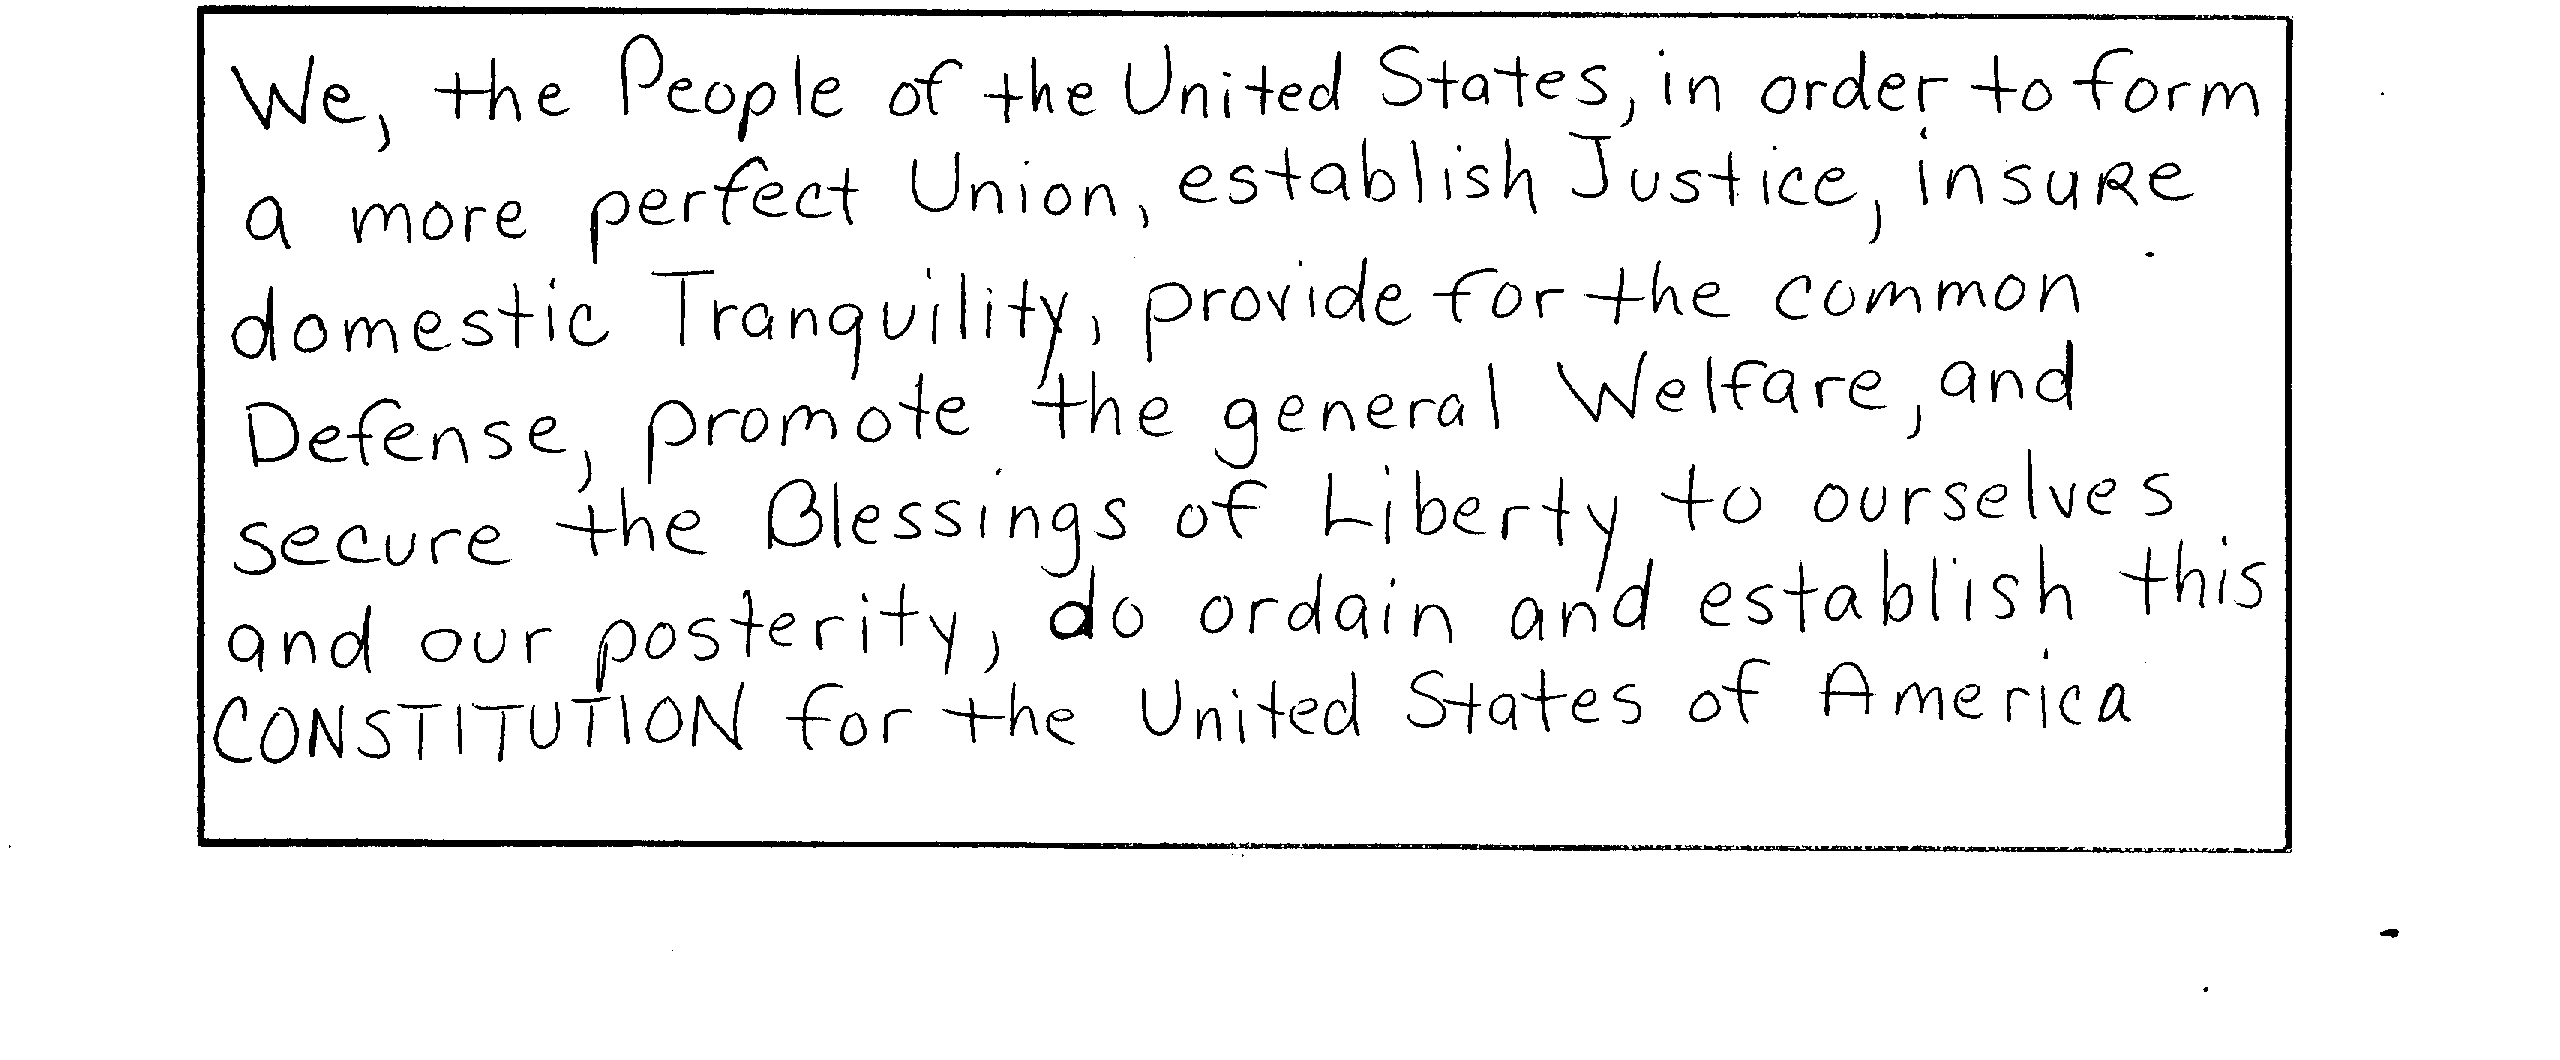 We, the People of the United States, in order to form
a more perfect Union, establish Justice, insure
domestic Tranquility, provide for the common
Defense, promote the general Welfare, and
secure the Blessings of Liberty to ourselves
and our posterity, do ordain and establish this
CONSTITUTION for the United States of America